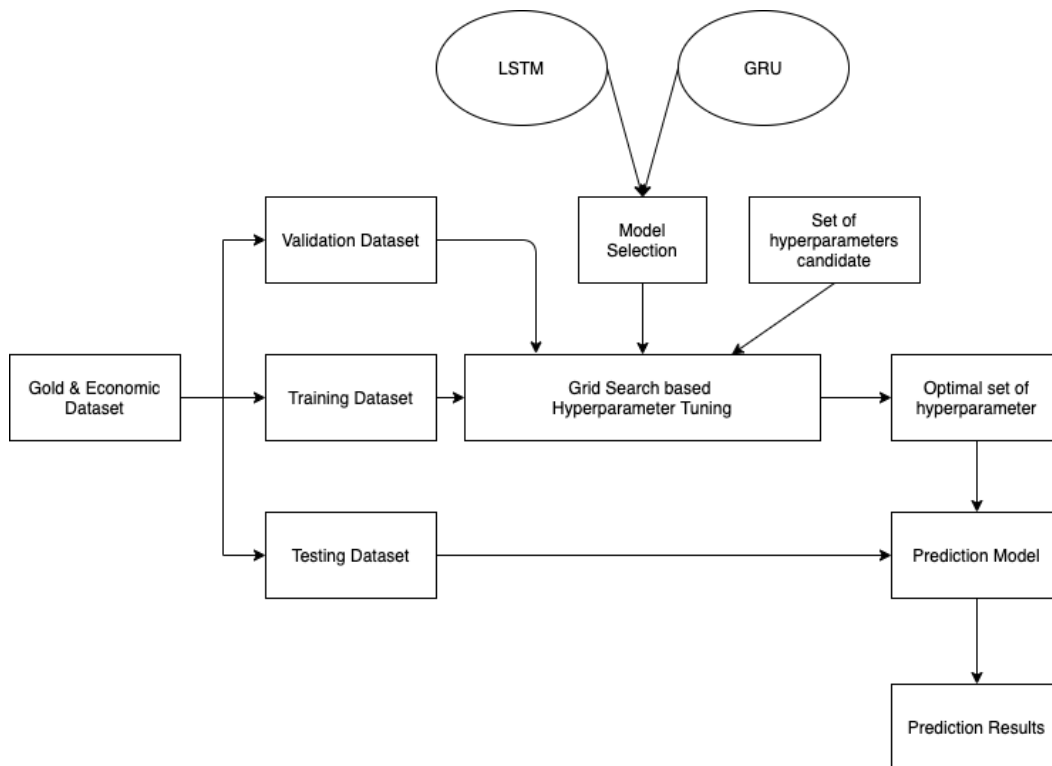 LSTM
GRU
Validation Dataset
Model
Selection
Set of
hyperparameters
candidate
Gold & Economic
Dataset
Training Dataset
Grid Search based
Hyperparameter Tuning
Optimal set of
hyperparameter
Testing Dataset
Prediction Model
Prediction Results